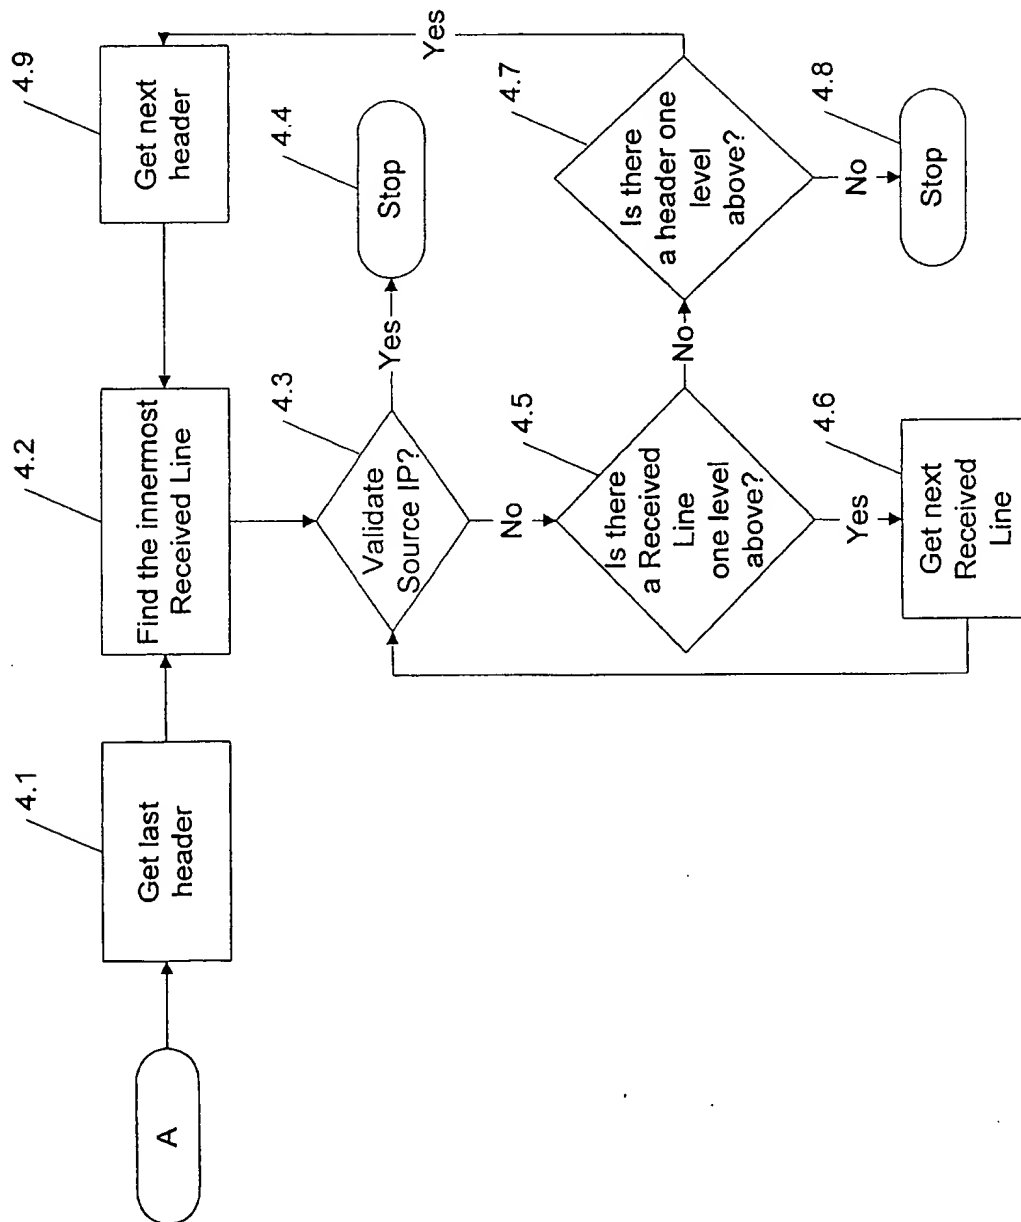 A
4.1
Get last
header
4.2
Find the innermost
Received Line
4.9
Get next
header
4.3
Validate
Source IP?
Yes
4.4
Stop
No
4.5
Is there
a Received
Line
one level
above?
No
4.7
Is there
a header one
level
above?
Yes
Yes
4.6
Get next
Received
Line
No
4.8
Stop